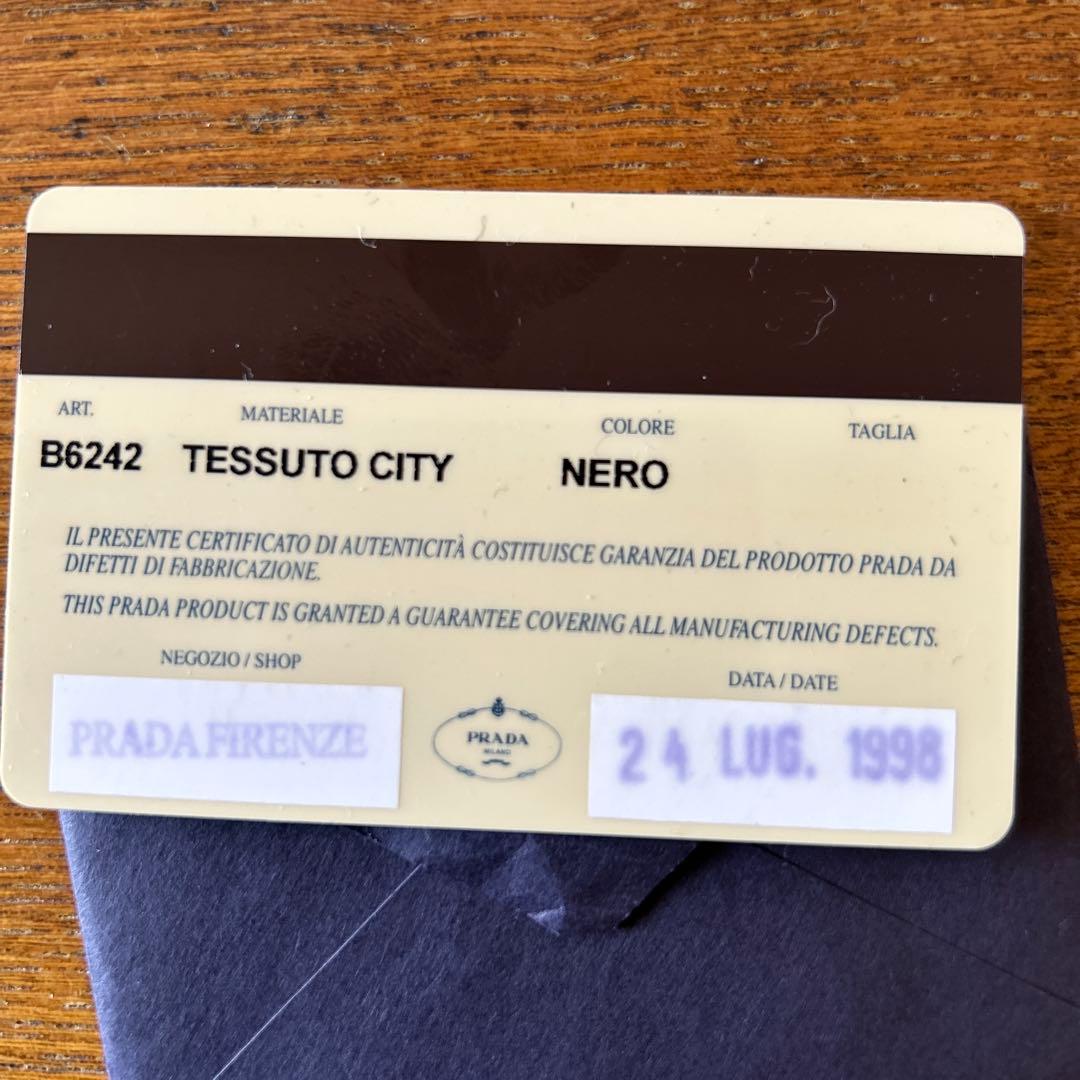 ART. MATERIALE COLORE TAGLIA
B6242 TESSUTO CITY NERO
IL PRESENTE CERTIFICATO DI AUTENTICITÀ COSTITUISCE GARANZIA DEL PRODOTTO PRADA DA
DIFETTI DI FABBRICAZIONE.
THIS PRADA PRODUCT IS GRANTED A GUARANTEE COVERING ALL MANUFACTURING DEFECTS.
NEGOZIO / SHOP DATA / DATE
PRADA FIRENZE
PRADA
MILANO
24 LUG. 1998